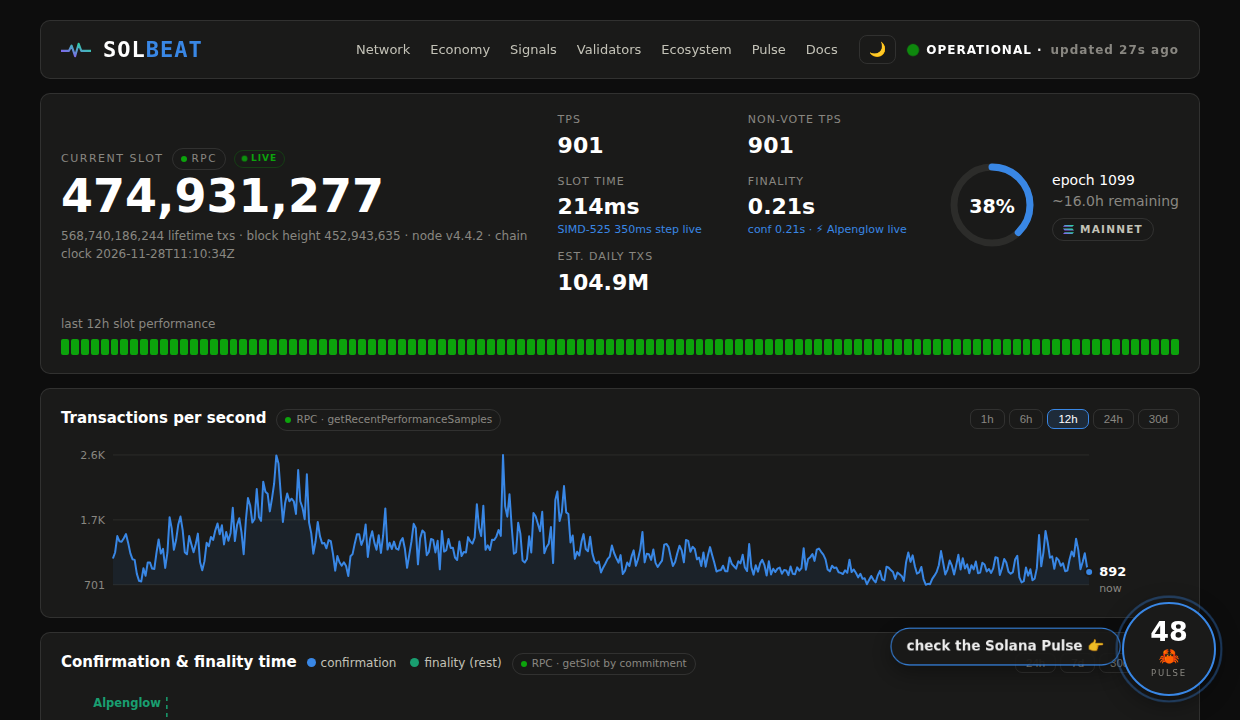 SOLBEAT
Network Economy Signals Validators Ecosystem Pulse Docs
OPERATIONAL · updated 27s ago
CURRENT SLOT RPC LIVE
474,931,277
568,740,186,244 lifetime txs · block height 452,943,635 · node v4.4.2 · chain
clock 2026-11-28T11:10:34Z
TPS
901
NON-VOTE TPS
901
SLOT TIME
214ms
SIMD-525 350ms step live
FINALITY
0.21s
conf 0.21s · ⚡ Alpenglow live
EST. DAILY TXS
104.9M
38%
epoch 1099
~16.0h remaining
MAINNET
last 12h slot performance
Transactions per second RPC · getRecentPerformanceSamples
1h 6h 12h 24h 30d
2.6K
1.7K
701
892
now
Confirmation & finality time confirmation finality (rest) RPC · getSlot by commitment
Alpenglow
check the Solana Pulse 👉
48
PULSE